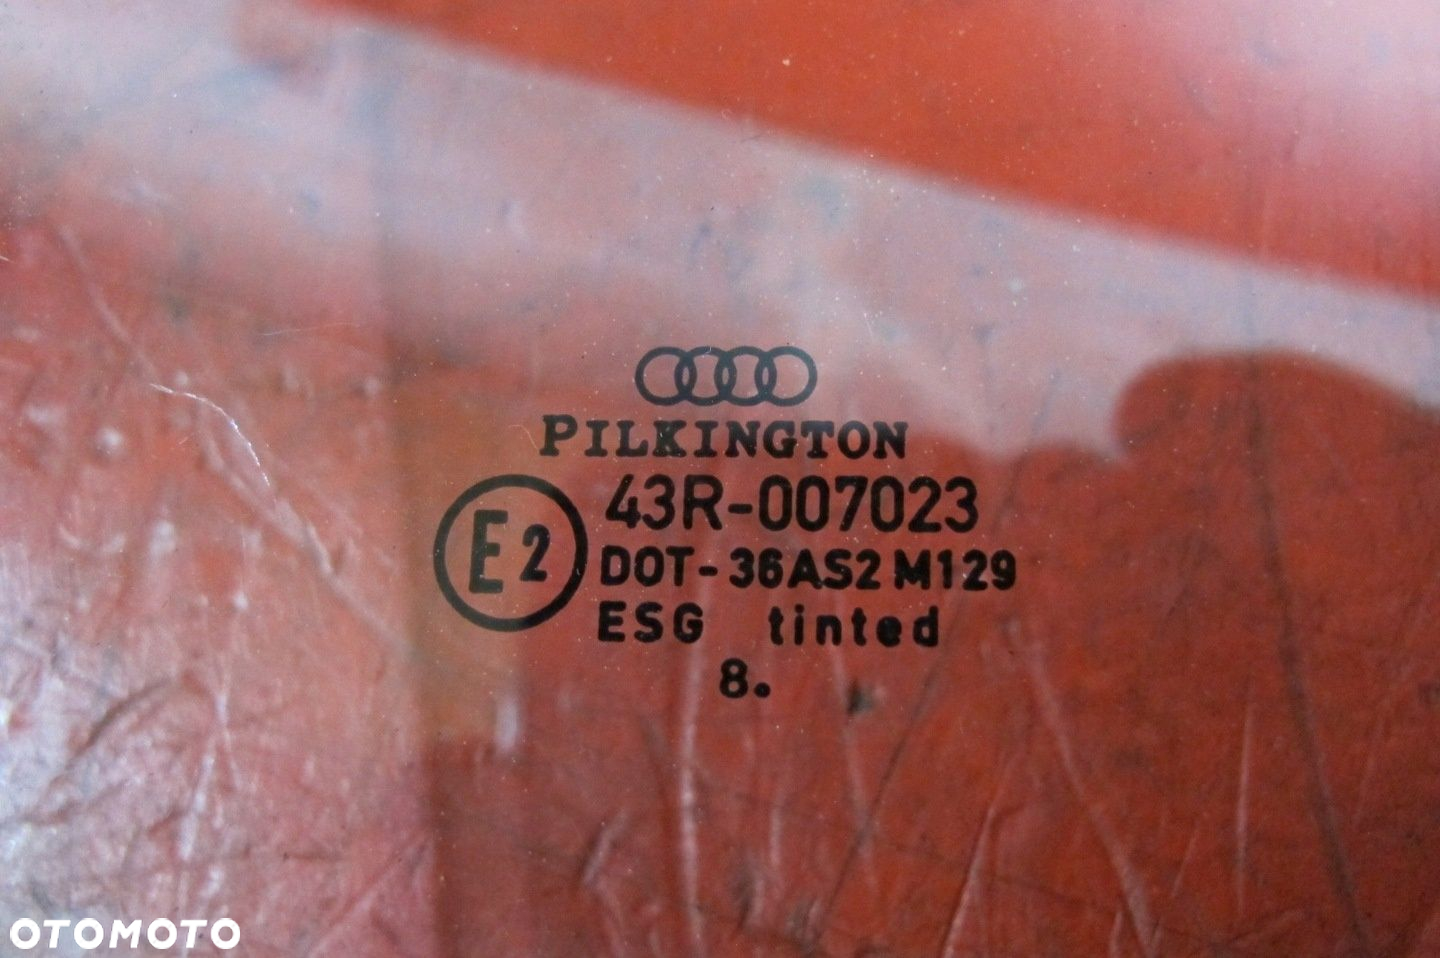 PILKINGTON
43R-007023
E2
DOT-36AS2 M129
ESG tinted
8.
OTOMOTO